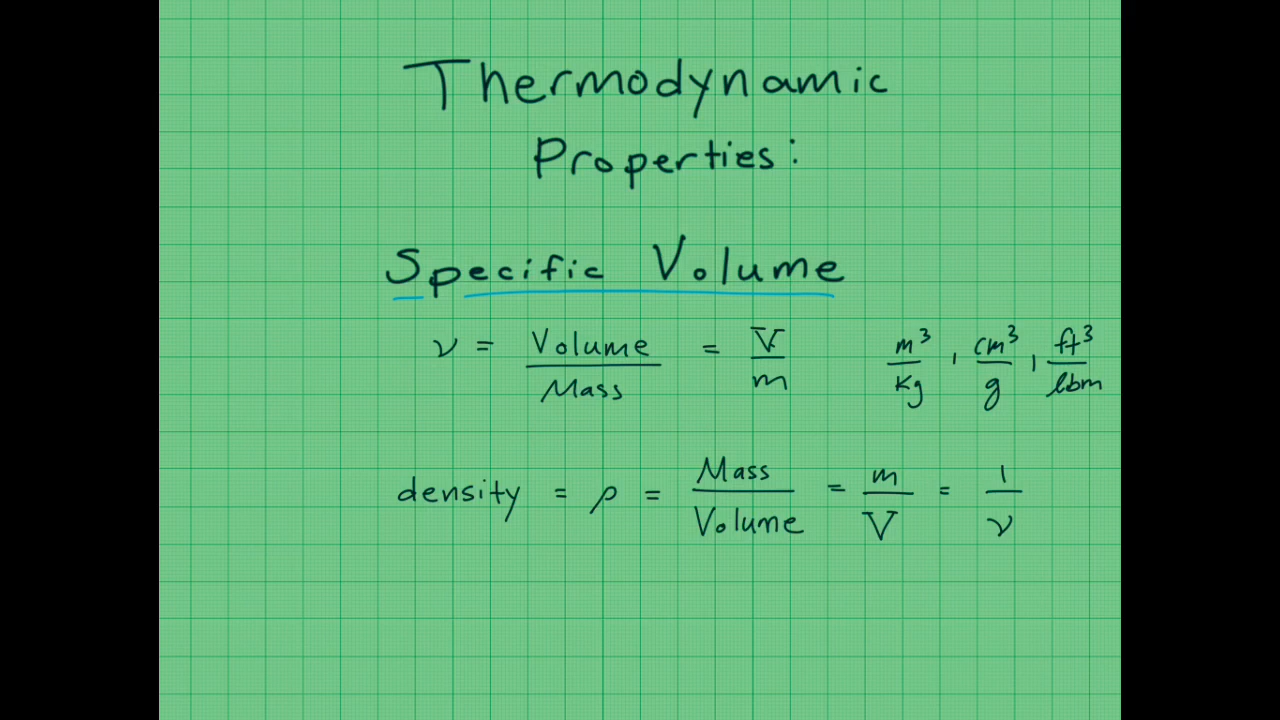 Thermodynamic
Properties:
Specific Volume
ν = Volume/Mass = V/m   m³/kg, cm³/g, ft³/lbm
density = ρ = Mass/Volume = m/V = 1/ν